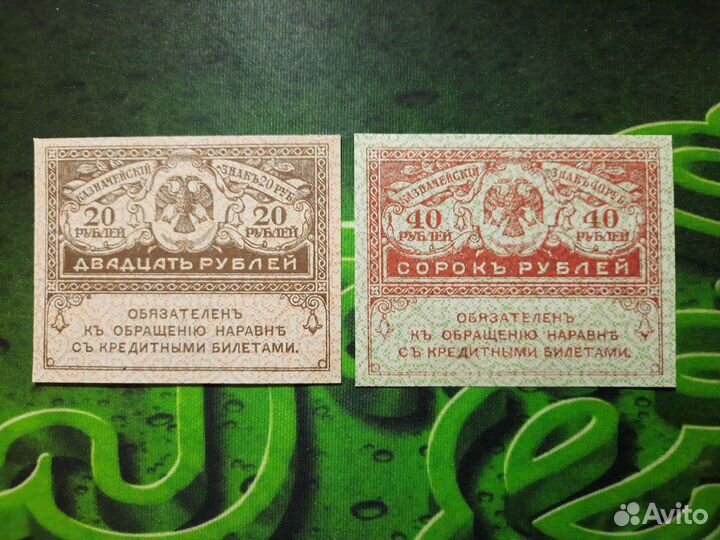 КАЗНАЧЕЙСКІЙ ЗНАКЪ 20 РУБ.
20 РУБЛЕЙ
20 РУБЛЕЙ
ДВАДЦАТЬ РУБЛЕЙ
ОБЯЗАТЕЛЕНЪ
КЪ ОБРАЩЕНІЮ НАРАВНѢ
СЪ КРЕДИТНЫМИ БИЛЕТАМИ.
КАЗНАЧЕЙСКІЙ ЗНАКЪ 40 РУБ.
40 РУБЛЕЙ
40 РУБЛЕЙ
СОРОКЪ РУБЛЕЙ
ОБЯЗАТЕЛЕНЪ
КЪ ОБРАЩЕНІЮ НАРАВНѢ
СЪ КРЕДИТНЫМИ БИЛЕТАМИ.
Avito